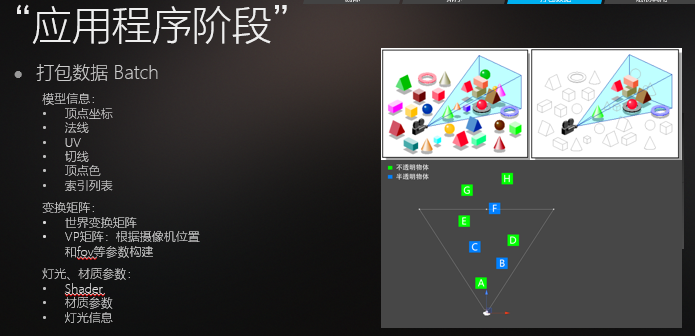 “应用程序阶段”
打包数据 Batch
模型信息：
顶点坐标
法线
UV
切线
顶点色
索引列表
变换矩阵：
世界变换矩阵
VP矩阵：根据摄像机位置
和fov等参数构建
灯光、材质参数：
Shader
材质参数
灯光信息
不透明物体
半透明物体
H
G
F
E
D
C
B
A